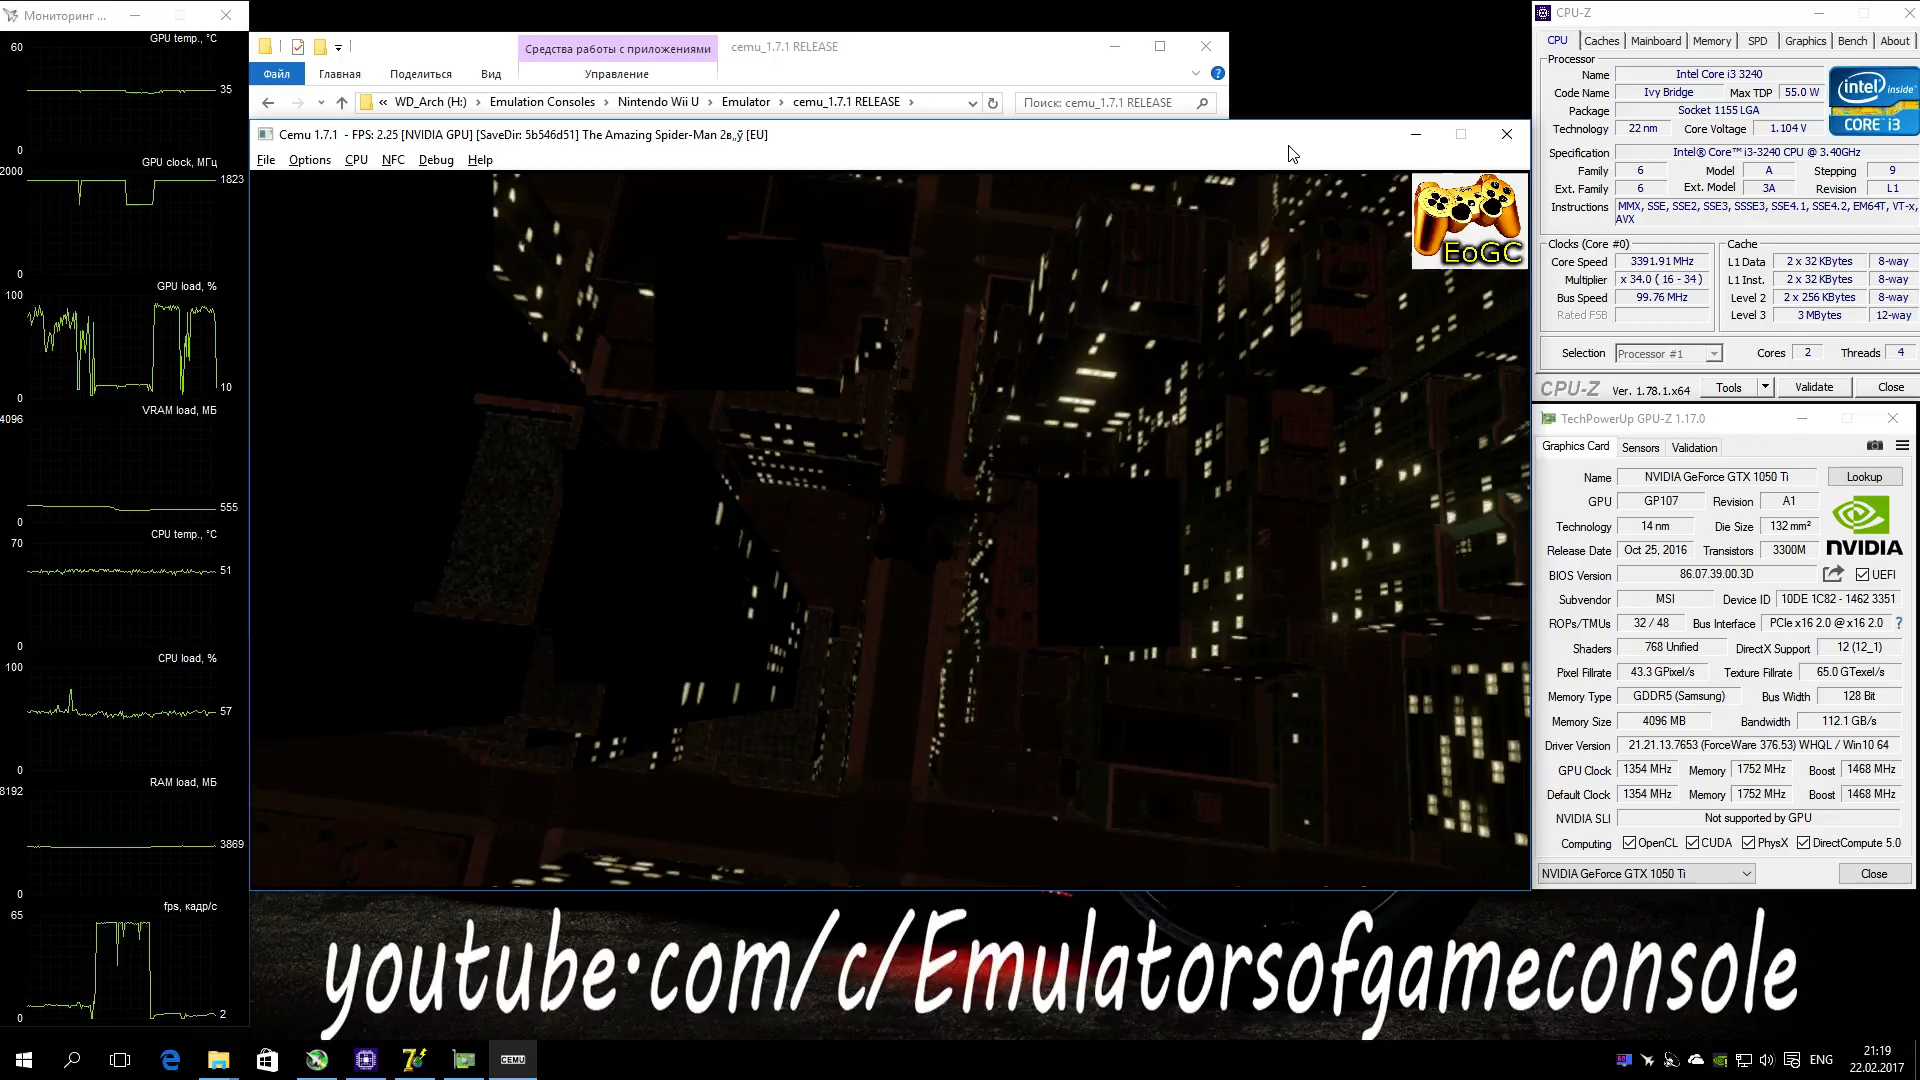 Мониторинг ...
GPU temp., °C
60
35
0
GPU clock, МГц
2000
1823
0
GPU load, %
100
10
0
VRAM load, МБ
4096
555
0
CPU temp., °C
70
51
0
CPU load, %
100
57
0
RAM load, МБ
8192
3869
0
fps, кадр/с
65
2
0
Средства работы с приложениями
cemu_1.7.1 RELEASE
Файл Главная Поделиться Вид Управление
« WD_Arch (H:) › Emulation Consoles › Nintendo Wii U › Emulator › cemu_1.7.1 RELEASE ›
Поиск: cemu_1.7.1 RELEASE
Cemu 1.7.1 - FPS: 2.25 [NVIDIA GPU] [SaveDir: 5b546d51] The Amazing Spider-Man 2в„ў [EU]
File Options CPU NFC Debug Help
EoGC
CPU-Z
CPU Caches Mainboard Memory SPD Graphics Bench About
Processor
Name Intel Core i3 3240
Code Name Ivy Bridge Max TDP 55.0 W
Package Socket 1155 LGA
Technology 22 nm Core Voltage 1.104 V
intel inside™
CORE i3
Specification Intel® Core™ i3-3240 CPU @ 3.40GHz
Family 6 Model A Stepping 9
Ext. Family 6 Ext. Model 3A Revision L1
Instructions MMX, SSE, SSE2, SSE3, SSSE3, SSE4.1, SSE4.2, EM64T, VT-x,
AVX
Clocks (Core #0)
Core Speed 3391.91 MHz
Multiplier x 34.0 ( 16 - 34 )
Bus Speed 99.76 MHz
Rated FSB
Cache
L1 Data 2 x 32 KBytes 8-way
L1 Inst. 2 x 32 KBytes 8-way
Level 2 2 x 256 KBytes 8-way
Level 3 3 MBytes 12-way
Selection Processor #1 Cores 2 Threads 4
CPU-Z Ver. 1.78.1.x64 Tools Validate Close
TechPowerUp GPU-Z 1.17.0
Graphics Card Sensors Validation
Name NVIDIA GeForce GTX 1050 Ti Lookup
GPU GP107 Revision A1
Technology 14 nm Die Size 132 mm²
Release Date Oct 25, 2016 Transistors 3300M
NVIDIA
BIOS Version 86.07.39.00.3D UEFI
Subvendor MSI Device ID 10DE 1C82 - 1462 3351
ROPs/TMUs 32 / 48 Bus Interface PCIe x16 2.0 @ x16 2.0 ?
Shaders 768 Unified DirectX Support 12 (12_1)
Pixel Fillrate 43.3 GPixel/s Texture Fillrate 65.0 GTexel/s
Memory Type GDDR5 (Samsung) Bus Width 128 Bit
Memory Size 4096 MB Bandwidth 112.1 GB/s
Driver Version 21.21.13.7653 (ForceWare 376.53) WHQL / Win10 64
GPU Clock 1354 MHz Memory 1752 MHz Boost 1468 MHz
Default Clock 1354 MHz Memory 1752 MHz Boost 1468 MHz
NVIDIA SLI Not supported by GPU
Computing OpenCL CUDA PhysX DirectCompute 5.0
NVIDIA GeForce GTX 1050 Ti Close
youtube.com/c/Emulatorsofgameconsole
CEMU
ENG
21:19
22.02.2017